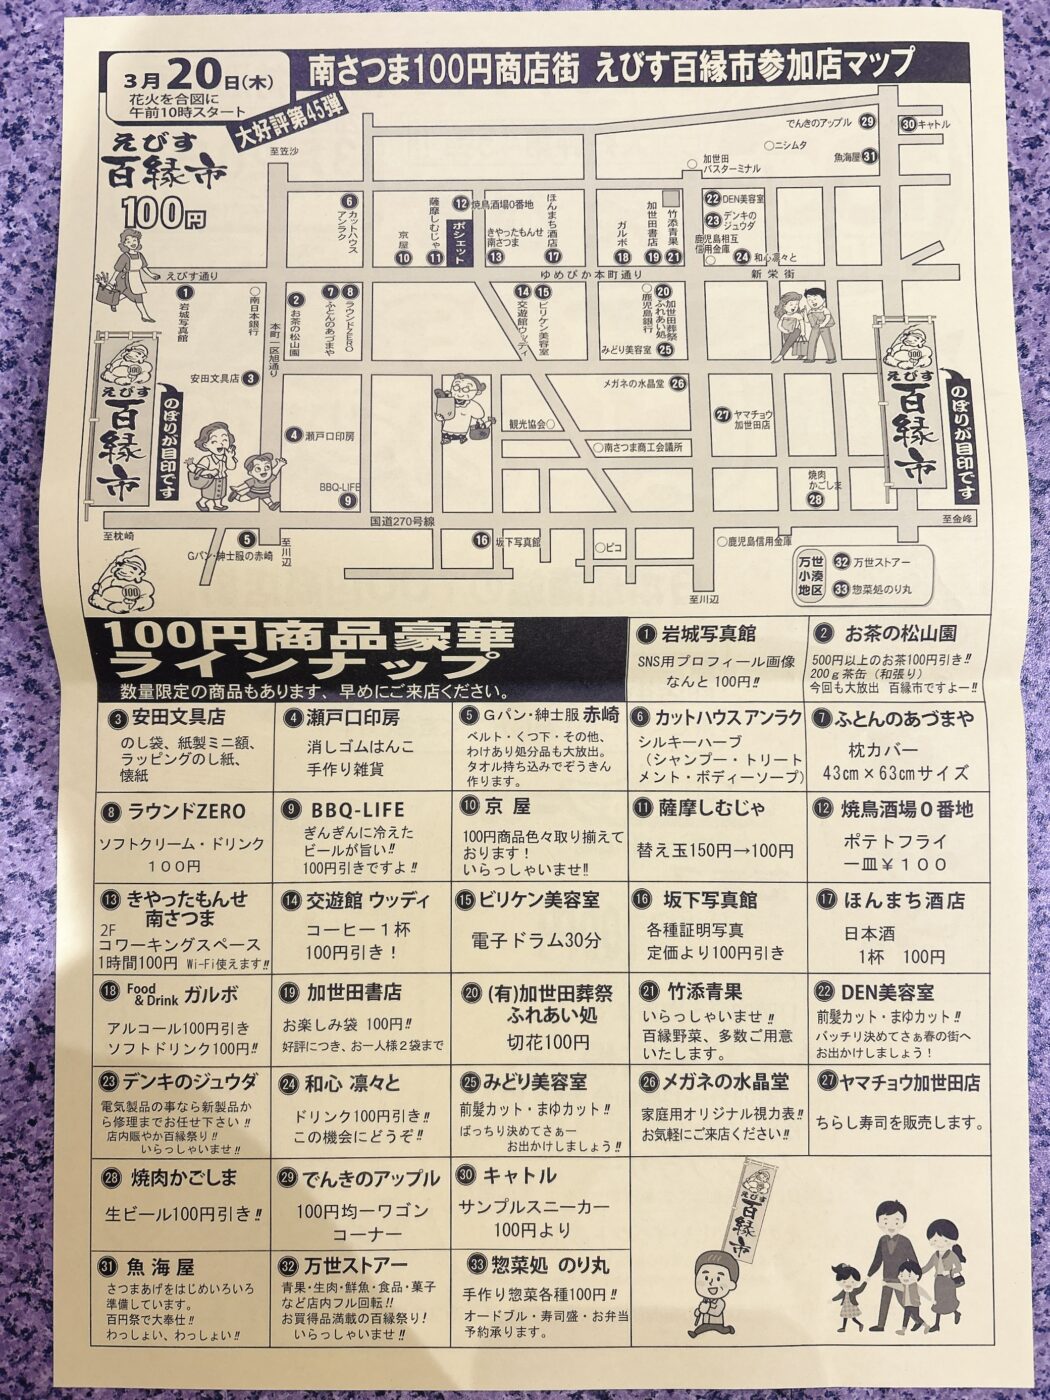 3月20日(木)
花火を合図に
午前10時スタート
南さつま100円商店街 えびす百縁市参加店マップ
大好評第45弾
えびす
百縁市
100円
至笠沙
えびす通り
ゆめぴか本町通り
新栄街
本町一区旭通り
国道270号線
至枕崎
至川辺
至川辺
至金峰
でんきのアップル 29
30 キャトル
ニシムタ
魚海屋 31
加世田
バスターミナル
6 カットハウス
アンラク
薩摩しむじゃ 11
京屋 10
12 焼鳥酒場0番地
ポシェット
きやったもんせ
南さつま
13
ほんまち酒店 17
ガルボ 18
加世田書店 19
竹添青果 21
22 DEN美容室
23 デンキの
ジュウダ
鹿児島相互
信用金庫
24 和心凛々と
1 岩城写真館
南日本銀行
2 お茶の松山園
7 ふとんのあづまや
8 ラウンドZERO
14 交遊館ウッディ
15 ビリケン美容室
鹿児島銀行
20 加世田葬祭
ふれあい処
みどり美容室 25
安田文具店 3
メガネの水晶堂 26
27 ヤマチョウ
加世田店
4 瀬戸口印房
観光協会
南さつま商工会議所
BBQ-LIFE
9
焼肉
かごしま
28
5
Gパン・紳士服の赤崎
16 坂下写真館
ピコ
鹿児島信用金庫
万世
小湊
地区
32 万世ストアー
33 惣菜処のり丸
えびす
百縁市
のぼりが目印です
えびす
百縁市
のぼりが目印です
100円商品豪華
ラインナップ
数量限定の商品もあります、早めにご来店ください。
1 岩城写真館
SNS用プロフィール画像
なんと 100円!!
2 お茶の松山園
500円以上のお茶100円引き!!
200g茶缶(和張り)
今回も大放出 百縁市ですよー!!
3 安田文具店
のし袋、紙製ミニ額、
ラッピングのし紙、
懐紙
4 瀬戸口印房
消しゴムはんこ
手作り雑貨
5 Gパン・紳士服 赤崎
ベルト・くつ下・その他、
わけあり処分品も大放出。
タオル持ち込みでぞうきん
作ります。
6 カットハウス アンラク
シルキーハーブ
(シャンプー・トリート
メント・ボディーソープ)
7 ふとんのあづまや
枕カバー
43cm×63cmサイズ
8 ラウンドZERO
ソフトクリーム・ドリンク
100円
9 BBQ-LIFE
ぎんぎんに冷えた
ビールが旨い!!
100円引きですよ!!
10 京屋
100円商品色々取り揃えて
おります!
いらっしゃいませ!!
11 薩摩しむじゃ
替え玉150円→100円
12 焼鳥酒場0番地
ポテトフライ
一皿¥100
13 きやったもんせ
南さつま
2F
コワーキングスペース
1時間100円 Wi-Fi使えます!!
14 交遊館 ウッディ
コーヒー1杯
100円引き!
15 ビリケン美容室
電子ドラム30分
16 坂下写真館
各種証明写真
定価より100円引き
17 ほんまち酒店
日本酒
1杯 100円
18 Food & Drink ガルボ
アルコール100円引き
ソフトドリンク100円!!
19 加世田書店
お楽しみ袋 100円!!
好評につき、お一人様2袋まで
20 (有)加世田葬祭
ふれあい処
切花100円
21 竹添青果
いらっしゃいませ!!
百縁野菜、多数ご用意
いたします。
22 DEN美容室
前髪カット・まゆカット!!
バッチリ決めてさぁ春の街へ
お出かけしましょう!
23 デンキのジュウダ
電気製品の事なら新製品か
ら修理までお任せ下さい!!
店内賑やか百縁祭り!!
いらっしゃいませ!!
24 和心 凛々と
ドリンク100円引き!!
この機会にどうぞ!!
25 みどり美容室
前髪カット・まゆカット!!
ばっちり決めてさぁー
お出かけしましょう!!
26 メガネの水晶堂
家庭用オリジナル視力表!!
お気軽にご来店ください!!
27 ヤマチョウ加世田店
ちらし寿司を販売します。
28 焼肉かごしま
生ビール100円引き!!
29 でんきのアップル
100円均一ワゴン
コーナー
30 キャトル
サンプルスニーカー
100円より
31 魚海屋
さつまあげをはじめいろいろ
準備しています。
百円祭で大奉仕!!
わっしょい、わっしょい!!
32 万世ストアー
青果・生肉・鮮魚・食品・菓子
など店内フル回転!!
お買得品満載の百縁祭り!
いらっしゃいませ!!
33 惣菜処 のり丸
手作り惣菜各種100円!!
オードブル・寿司盛・お弁当
予約承ります。
えびす
百縁市